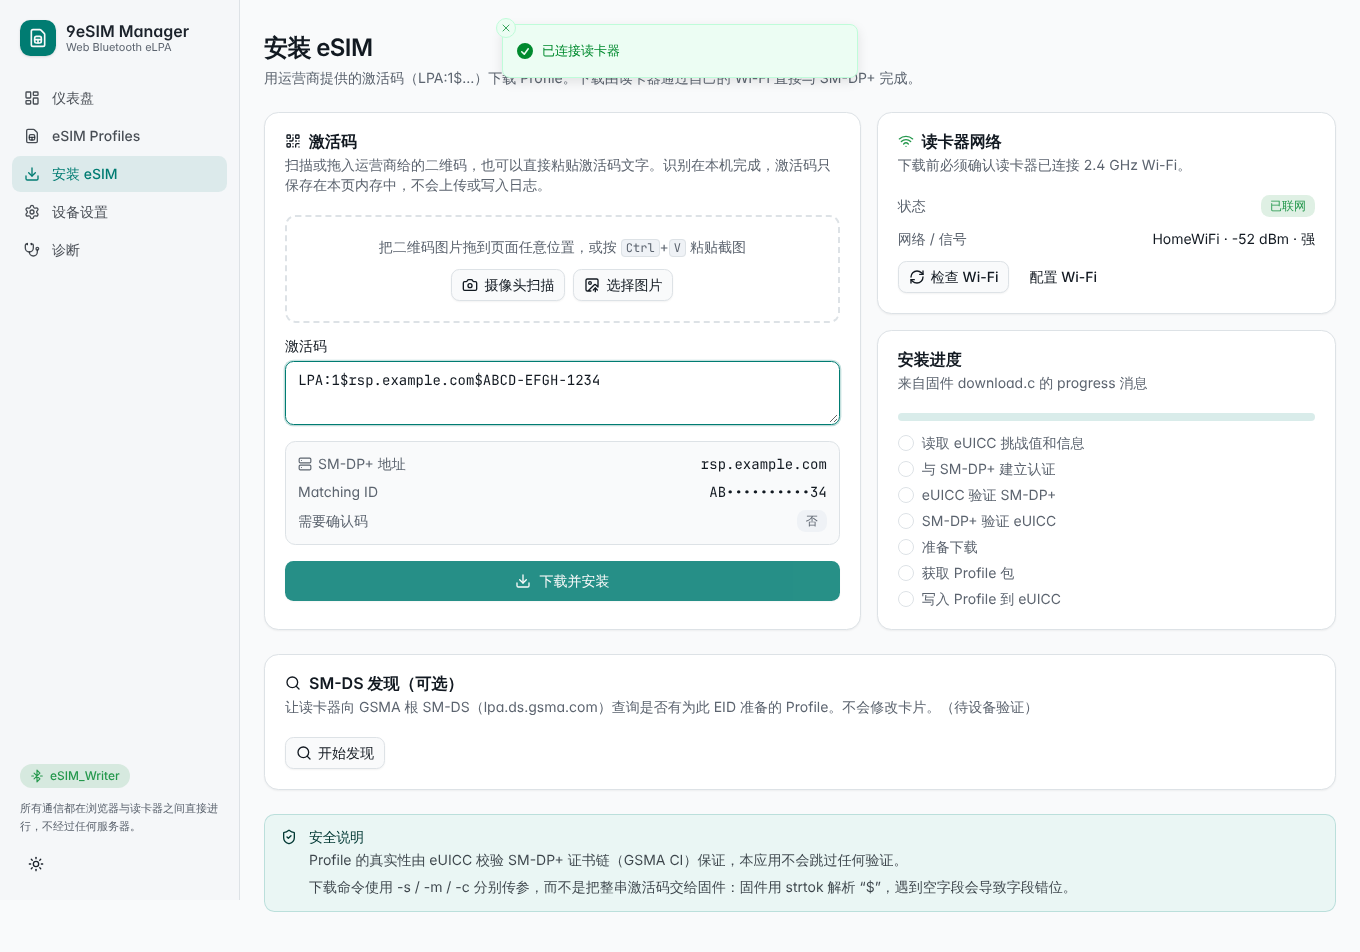 9eSIM Manager
Web Bluetooth eLPA
仪表盘
eSIM Profiles
安装 eSIM
设备设置
诊断
eSIM_Writer
所有通信都在浏览器与读卡器之间直接进
行，不经过任何服务器。
安装 eSIM
已连接读卡器
用运营商提供的激活码（LPA:1$...）下载 Profile。下载由读卡器通过自己的 Wi-Fi 直接与 SM-DP+ 完成。
激活码
扫描或拖入运营商给的二维码，也可以直接粘贴激活码文字。识别在本机完成，激活码只
保存在本页内存中，不会上传或写入日志。
把二维码图片拖到页面任意位置，或按 Ctrl+V 粘贴截图
摄像头扫描
选择图片
激活码
LPA:1$rsp.example.com$ABCD-EFGH-1234
SM-DP+ 地址 rsp.example.com
Matching ID AB••••••••••34
需要确认码 否
下载并安装
读卡器网络
下载前必须确认读卡器已连接 2.4 GHz Wi-Fi。
状态 已联网
网络 / 信号 HomeWiFi · -52 dBm · 强
检查 Wi-Fi 配置 Wi-Fi
安装进度
来自固件 download.c 的 progress 消息
读取 eUICC 挑战值和信息
与 SM-DP+ 建立认证
eUICC 验证 SM-DP+
SM-DP+ 验证 eUICC
准备下载
获取 Profile 包
写入 Profile 到 eUICC
SM-DS 发现（可选）
让读卡器向 GSMA 根 SM-DS（lpa.ds.gsma.com）查询是否有为此 EID 准备的 Profile。不会修改卡片。（待设备验证）
开始发现
安全说明
Profile 的真实性由 eUICC 校验 SM-DP+ 证书链（GSMA CI）保证，本应用不会跳过任何验证。
下载命令使用 -s / -m / -c 分别传参，而不是把整串激活码交给固件：固件用 strtok 解析 “$”，遇到空字段会导致字段错位。